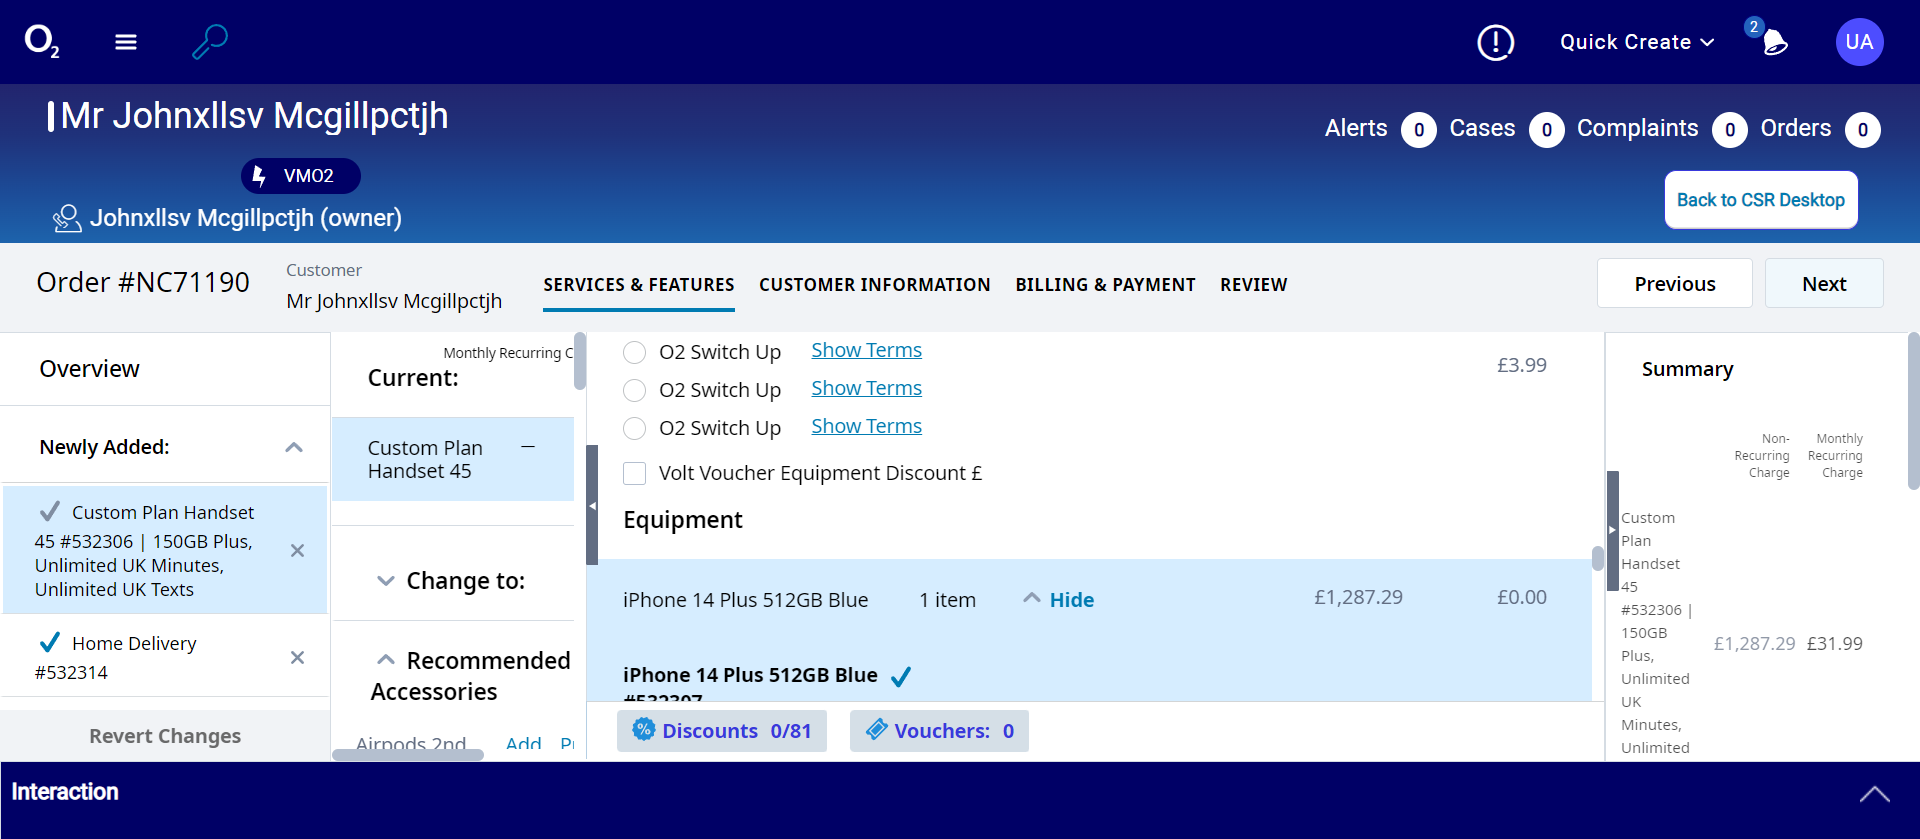 O2
Quick Create
2
UA
Mr Johnxllsv Mcgillpctjh
Alerts 0 Cases 0 Complaints 0 Orders 0
VMO2
Johnxllsv Mcgillpctjh (owner)
Back to CSR Desktop
Order #NC71190
Customer
Mr Johnxllsv Mcgillpctjh
SERVICES & FEATURES
CUSTOMER INFORMATION
BILLING & PAYMENT
REVIEW
Previous
Next
Overview
Newly Added:
Custom Plan Handset
45 #532306 | 150GB Plus,
Unlimited UK Minutes,
Unlimited UK Texts
Home Delivery
#532314
Revert Changes
Monthly Recurring C
Current:
Custom Plan
Handset 45
Change to:
Recommended
Accessories
Airpods 2nd Add
O2 Switch Up Show Terms £3.99
O2 Switch Up Show Terms
O2 Switch Up Show Terms
Volt Voucher Equipment Discount £
Equipment
iPhone 14 Plus 512GB Blue 1 item Hide £1,287.29 £0.00
iPhone 14 Plus 512GB Blue
#532307
Discounts 0/81
Vouchers: 0
Summary
Non-
Recurring
Charge
Monthly
Recurring
Charge
Custom
Plan
Handset
45
#532306 |
150GB
Plus,
Unlimited
UK
Minutes,
Unlimited
£1,287.29 £31.99
Interaction